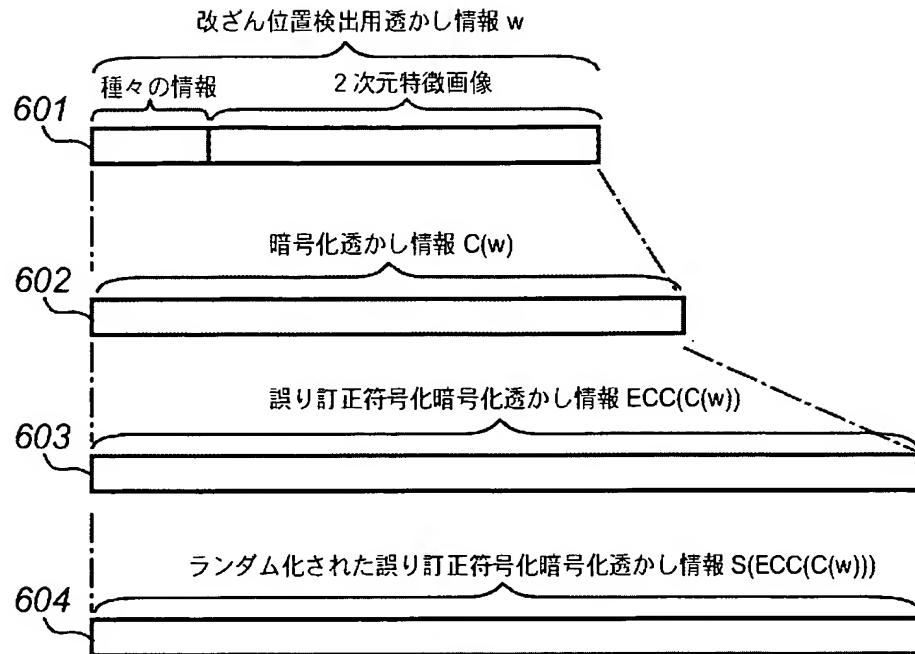 改ざん位置検出用透かし情報 w
種々の情報
2次元特徴画像
601
暗号化透かし情報 C(w)
602
誤り訂正符号化暗号化透かし情報 ECC(C(w))
603
ランダム化された誤り訂正符号化暗号化透かし情報 S(ECC(C(w)))
604